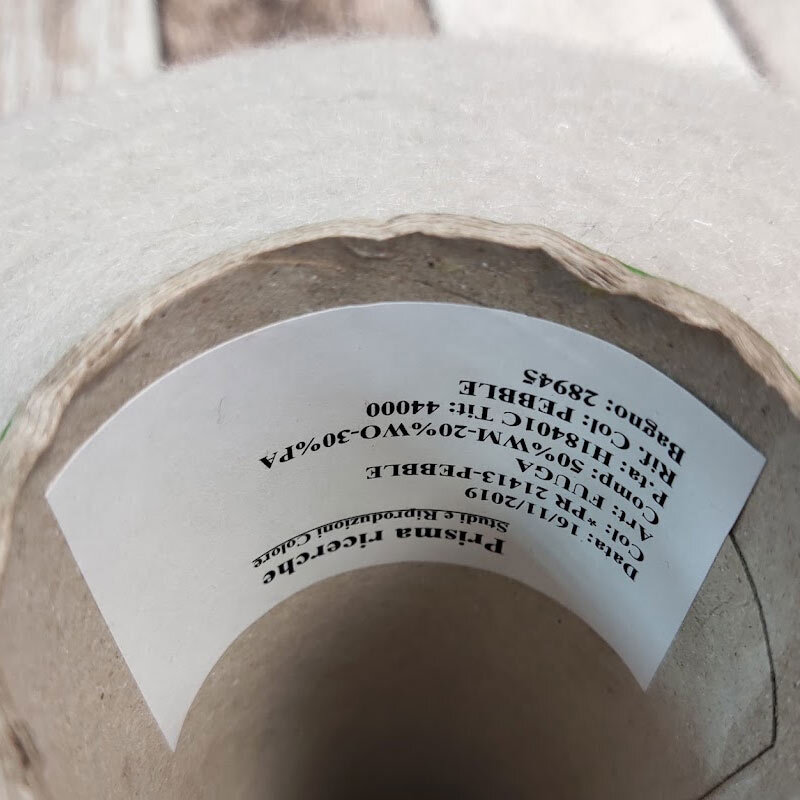 Prisma ricerche
Studi e Riproduzioni Colore
Data: 16/11/2019
Col: *PR 21413-PEBBLE
Art: EUUGA
Comp: 50%WM-20%WO-30%PA
P.ta: H18401C Tit: 44000
Rif. Col: PEBBLE
Bagno: 28945